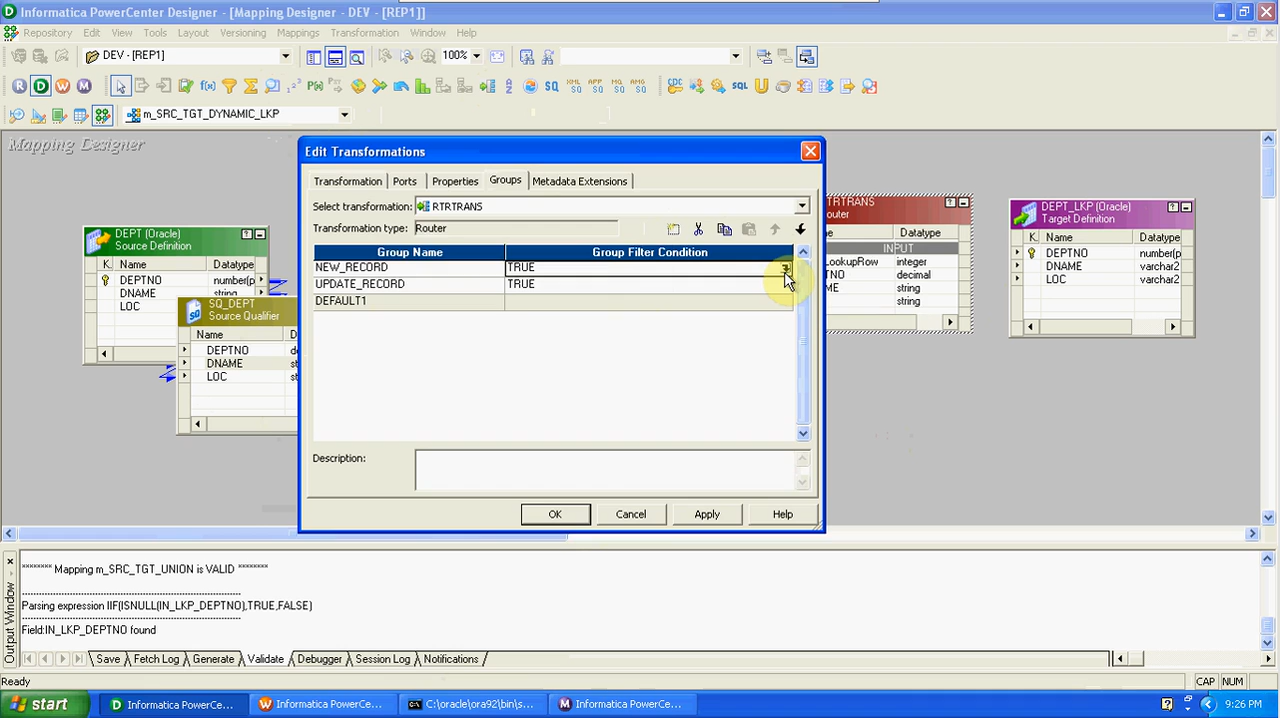 Informatica PowerCenter Designer - [Mapping Designer - DEV - [REP1]]
Repository Edit View Tools Layout Versioning Mappings Transformation Window Help
DEV - [REP1]
100%
m_SRC_TGT_DYNAMIC_LKP
Mapping Designer
DEPT (Oracle)
Source Definition
K. Name Datatype
DEPTNO number(p
DNAME
LOC
SQ_DEPT
Source Qualifier
Name D
DEPTNO
DNAME
LOC
Edit Transformations
Transformation Ports Properties Groups Metadata Extensions
Select transformation: RTRTRANS
Transformation type: Router
Group Name Group Filter Condition
NEW_RECORD TRUE
UPDATE_RECORD TRUE
DEFAULT1
Description:
OK Cancel Apply Help
RTRANS
outer
Datatype
INPUT
LookupRow integer
TNO decimal
ME string
string
DEPT_LKP (Oracle)
Target Definition
K. Name Datatype
DEPTNO number(p
DNAME varchar2
LOC varchar2
******** Mapping m_SRC_TGT_UNION is VALID ********
Parsing expression IIF(ISNULL(IN_LKP_DEPTNO),TRUE,FALSE)
Field:IN_LKP_DEPTNO found
Output Window
Save Fetch Log Generate Validate Debugger Session Log Notifications
Ready CAP NUM
start Informatica PowerCe... Informatica PowerCe... C:\oracle\ora92\bin\s... Informatica PowerCe... 9:26 PM